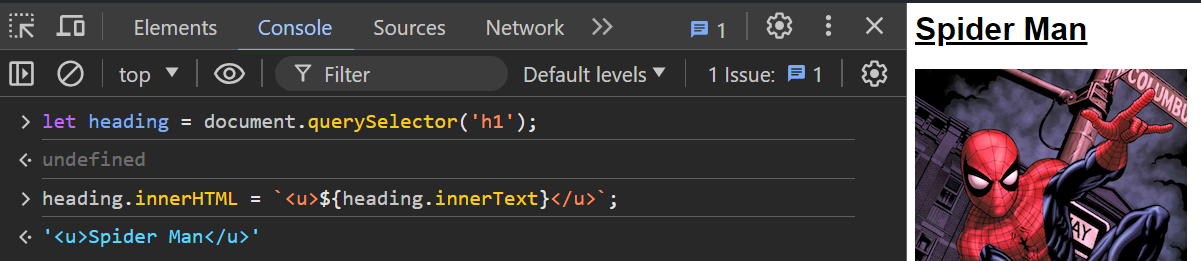 Elements Console Sources Network 1
top Filter Default levels 1 Issue: 1
let heading = document.querySelector('h1');
undefined
heading.innerHTML = `<u>${heading.innerText}</u>`;
'<u>Spider Man</u>'
Spider Man
COLUMBU
AY